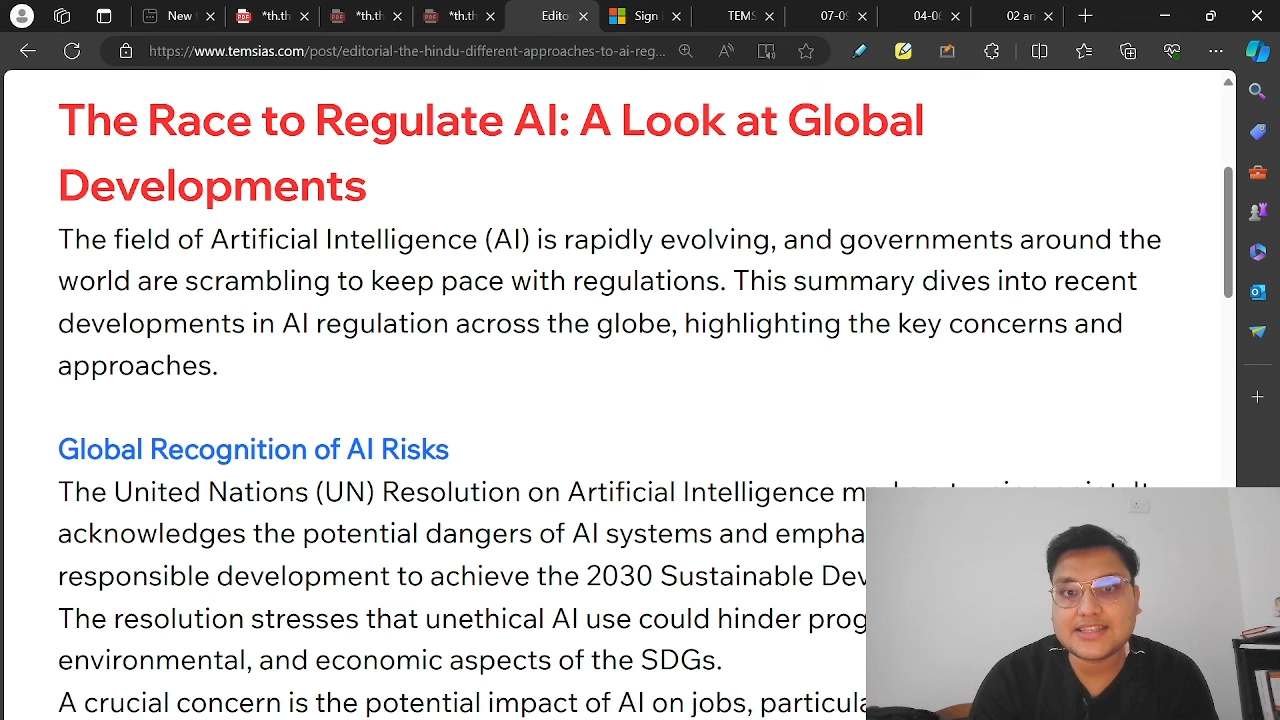 New
*th.th
*th.th
*th.th
Editor
Sign i
TEMS
07-09
04-06
02 an
https://www.temsias.com/post/editorial-the-hindu-different-approaches-to-ai-reg...
The Race to Regulate AI: A Look at Global
Developments
The field of Artificial Intelligence (AI) is rapidly evolving, and governments around the
world are scrambling to keep pace with regulations. This summary dives into recent
developments in AI regulation across the globe, highlighting the key concerns and
approaches.
Global Recognition of AI Risks
The United Nations (UN) Resolution on Artificial Intelligence
acknowledges the potential dangers of AI systems and empha
responsible development to achieve the 2030 Sustainable Dev
The resolution stresses that unethical AI use could hinder prog
environmental, and economic aspects of the SDGs.
A crucial concern is the potential impact of AI on jobs, particula